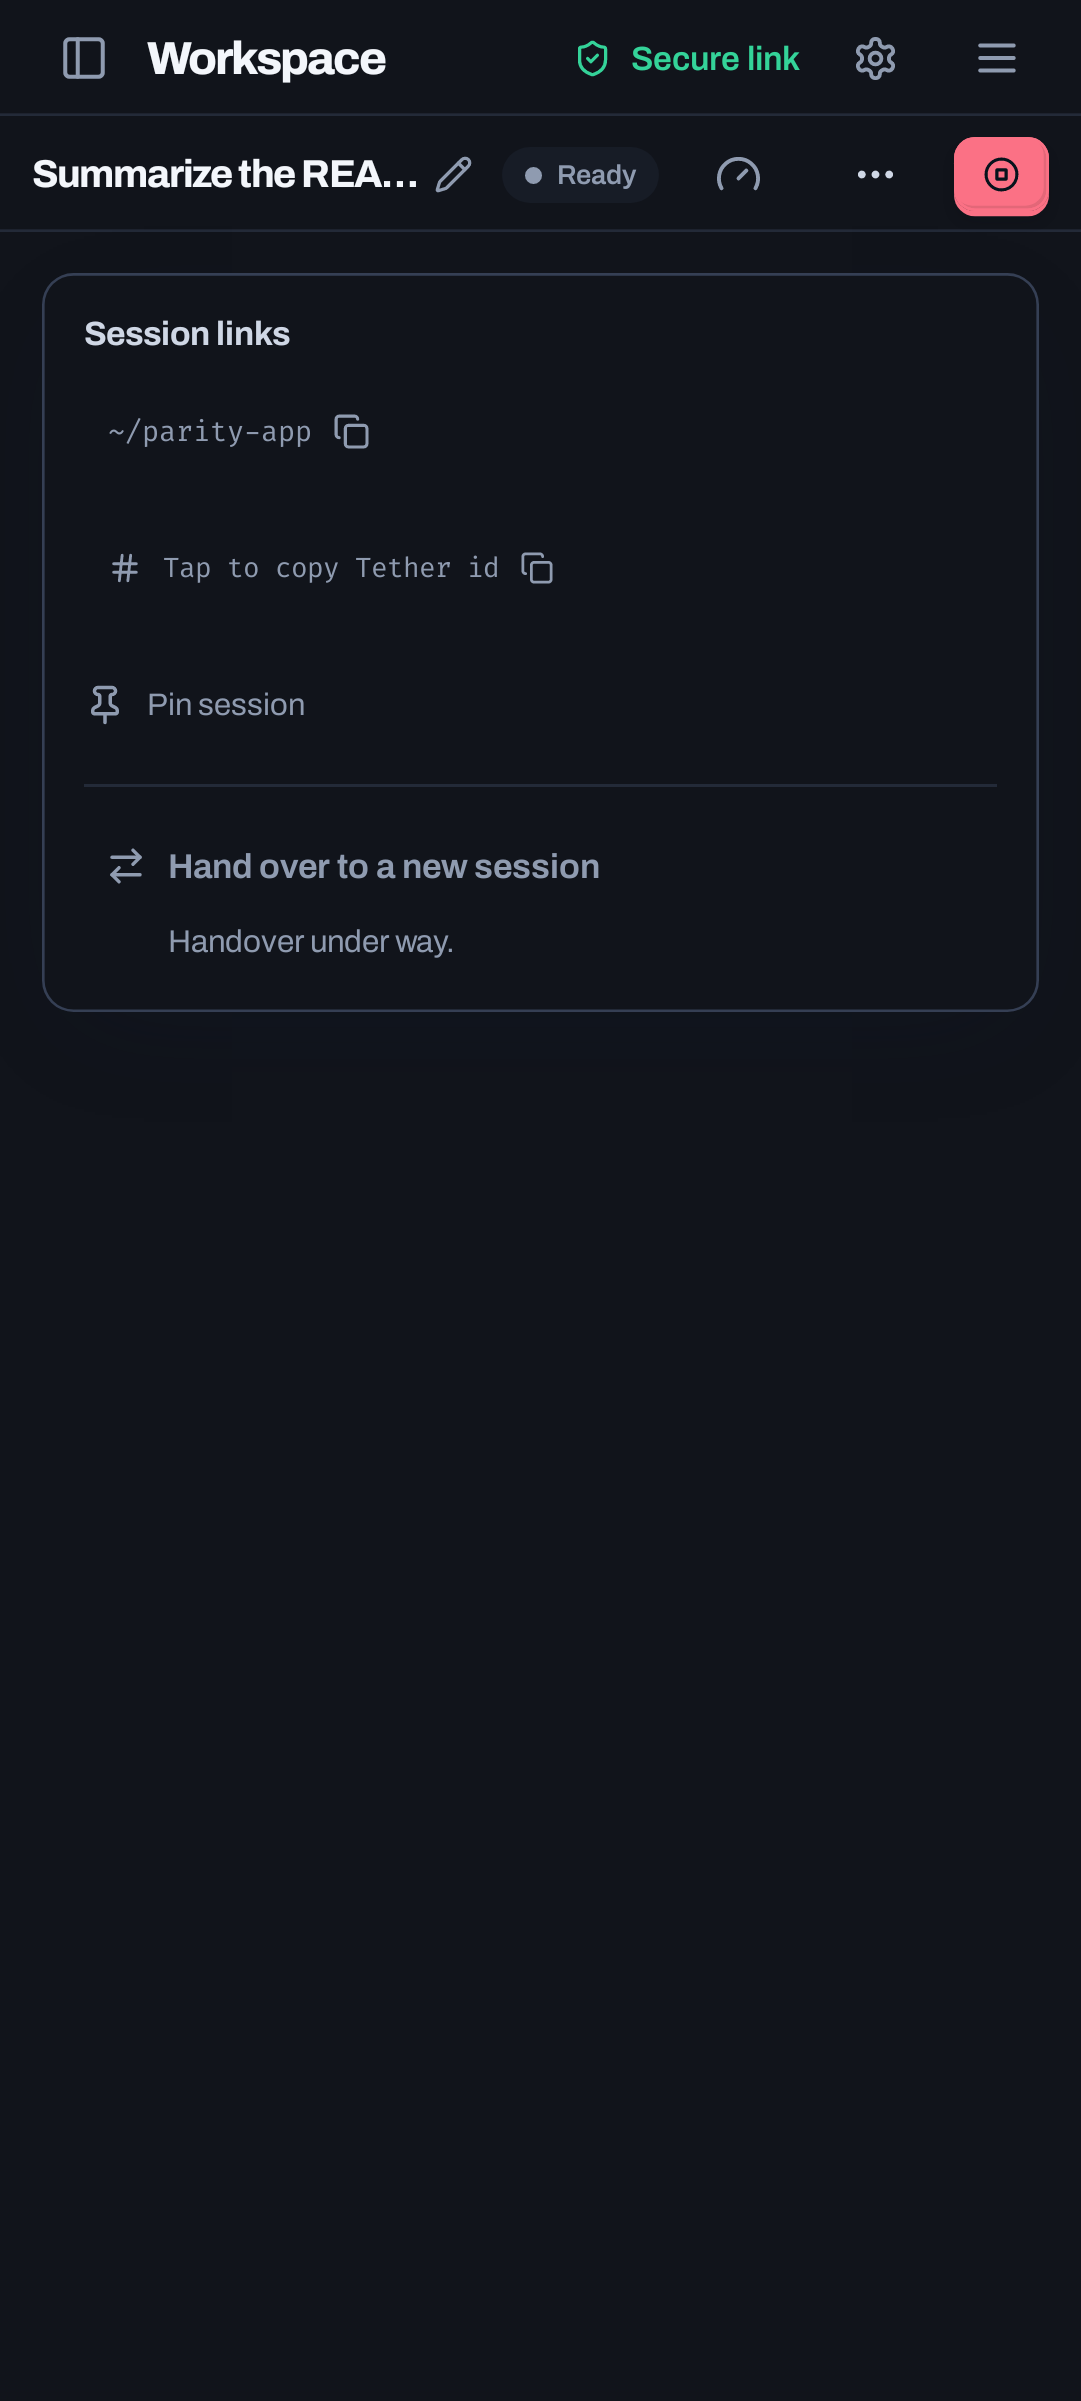 Workspace
Secure link
Summarize the REA...
Ready
Session links
~/parity-app
# Tap to copy Tether id
Pin session
Hand over to a new session
Handover under way.